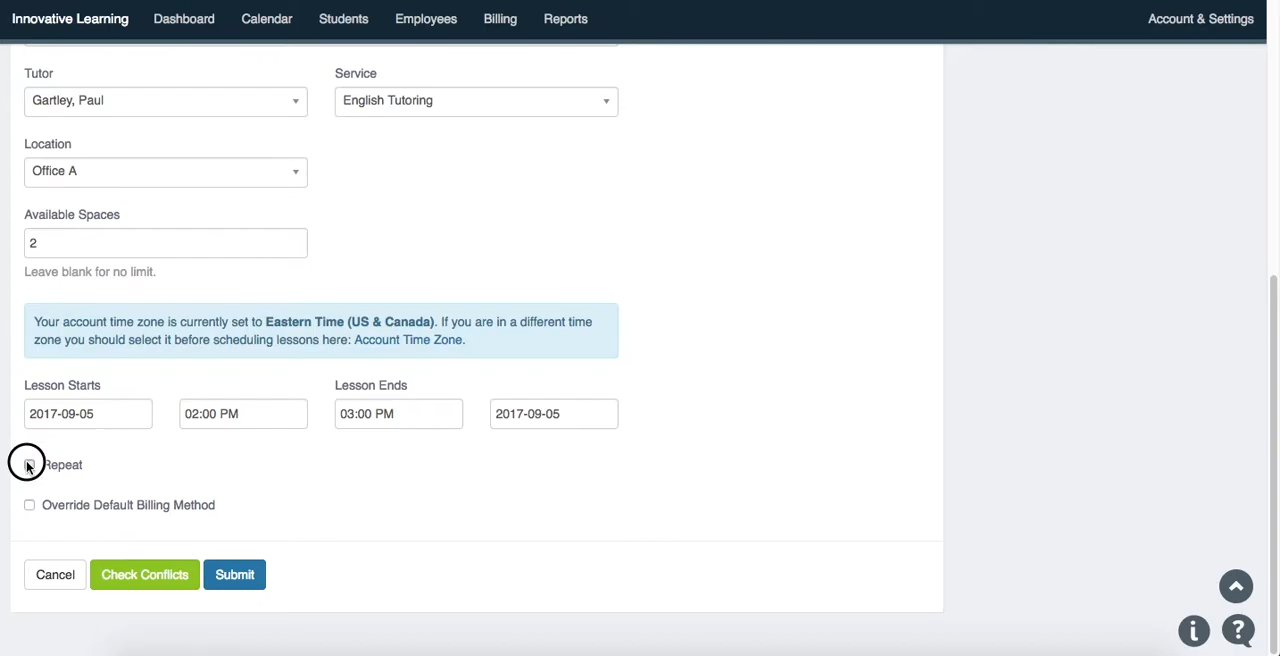 Innovative Learning Dashboard Calendar Students Employees Billing Reports Account & Settings
Tutor Service
Gartley, Paul English Tutoring
Location
Office A
Available Spaces
2
Leave blank for no limit.
Your account time zone is currently set to Eastern Time (US & Canada). If you are in a different time
zone you should select it before scheduling lessons here: Account Time Zone.
Lesson Starts Lesson Ends
2017-09-05 02:00 PM 03:00 PM 2017-09-05
Repeat
Override Default Billing Method
Cancel Check Conflicts Submit